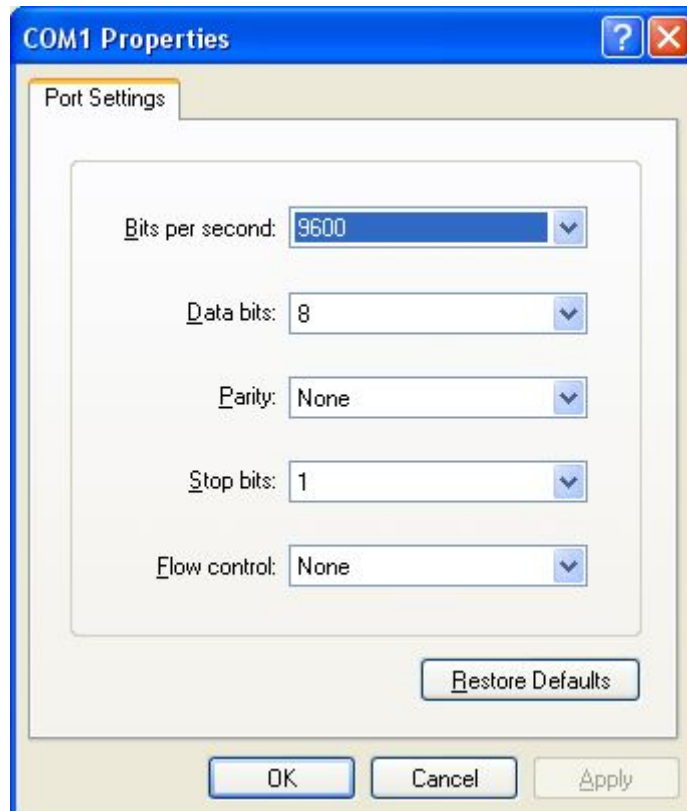 COM1 Properties
Port Settings
Bits per second: 9600
Data bits: 8
Parity: None
Stop bits: 1
Flow control: None
Restore Defaults
OK Cancel Apply